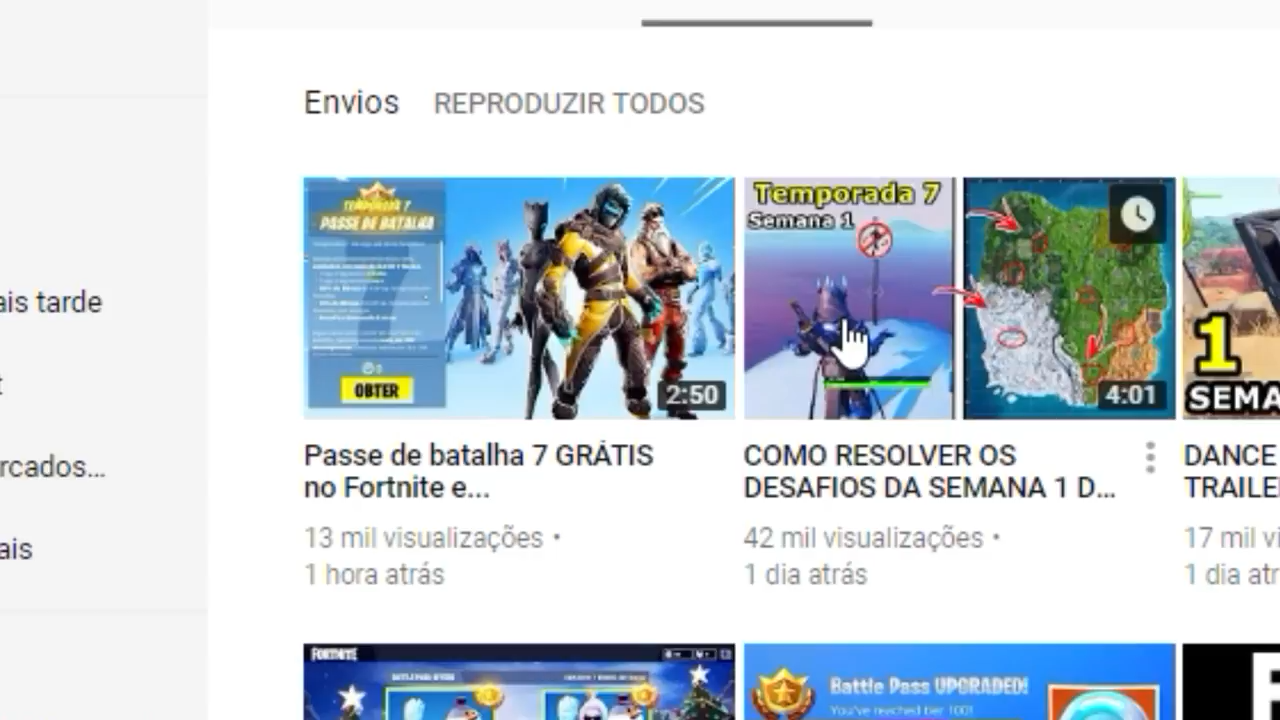 Envios REPRODUZIR TODOS
TEMPORADA 7
PASSE DE BATALHA
OBTER
2:50
Temporada 7
Semana 1
4:01
1
SEMA
ais tarde
t
rcados...
ais
Passe de batalha 7 GRÁTIS
no Fortnite e...
13 mil visualizações •
1 hora atrás
COMO RESOLVER OS
DESAFIOS DA SEMANA 1 D...
42 mil visualizações •
1 dia atrás
DANCE
TRAILE
17 mil vi
1 dia atr
FORTNITE
Battle Pass UPGRADED!
You've reached tier 100!